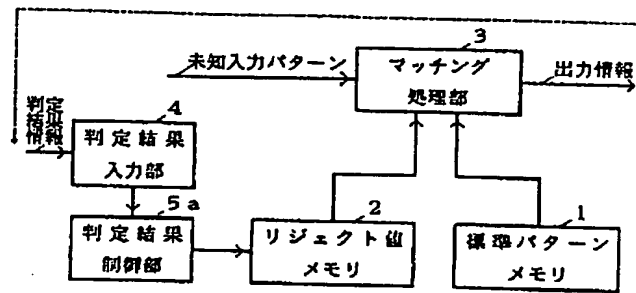 3
未知入力パターン
マッチング
処理部
出力情報
判定
結果
情報
4
判定結果
入力部
5a
判定結果
制御部
2
リジェクト値
メモリ
1
標準パターン
メモリ